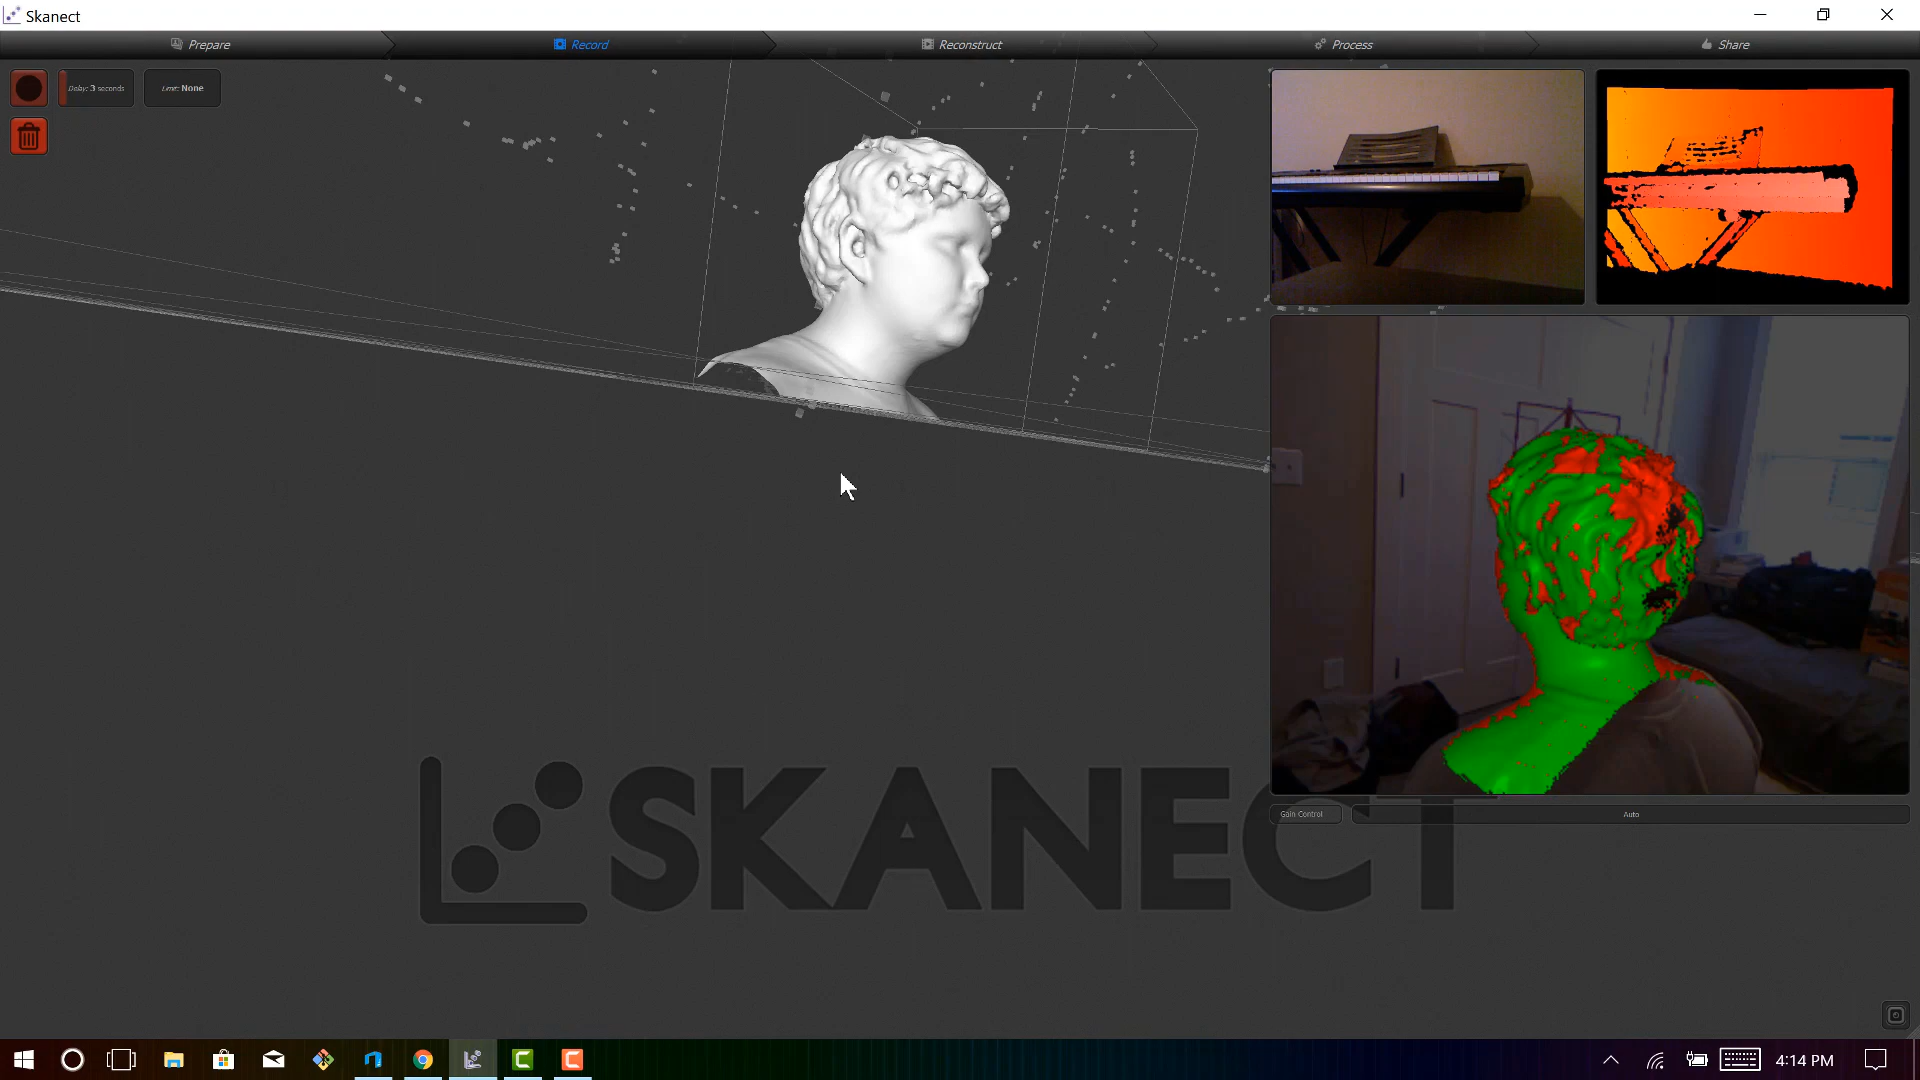 Skanect
Prepare
Record
Reconstruct
Process
Share
Delay: 3 seconds
Limit: None
SKANECT
Gain Control
Auto
4:14 PM